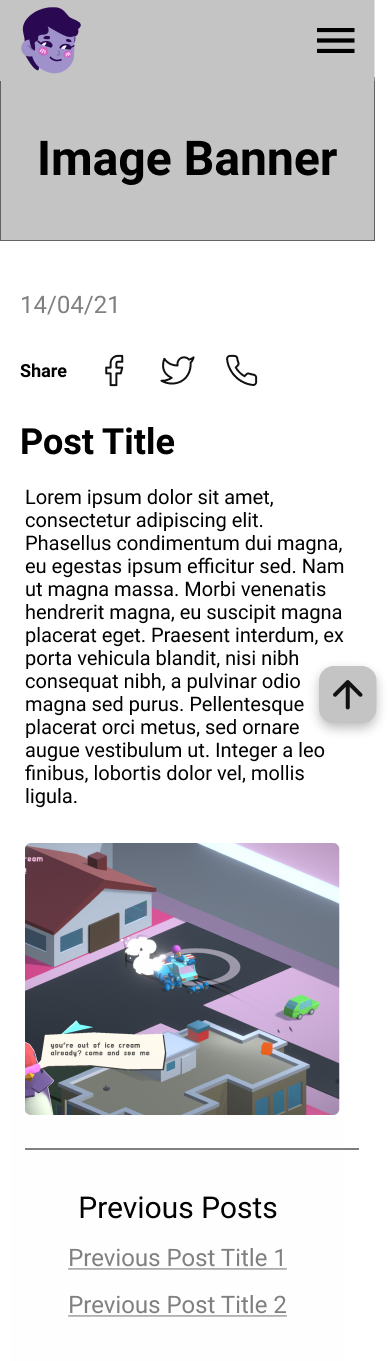 Image Banner
14/04/21
Share
Post Title
Lorem ipsum dolor sit amet,
consectetur adipiscing elit.
Phasellus condimentum dui magna,
eu egestas ipsum efficitur sed. Nam
ut magna massa. Morbi venenatis
hendrerit magna, eu suscipit magna
placerat eget. Praesent interdum, ex
porta vehicula blandit, nisi nibh
consequat nibh, a pulvinar odio
magna sed purus. Pellentesque
placerat orci metus, sed ornare
augue vestibulum ut. Integer a leo
finibus, lobortis dolor vel, mollis
ligula.
you're out of ice cream
already? come and see me
Previous Posts
Previous Post Title 1
Previous Post Title 2